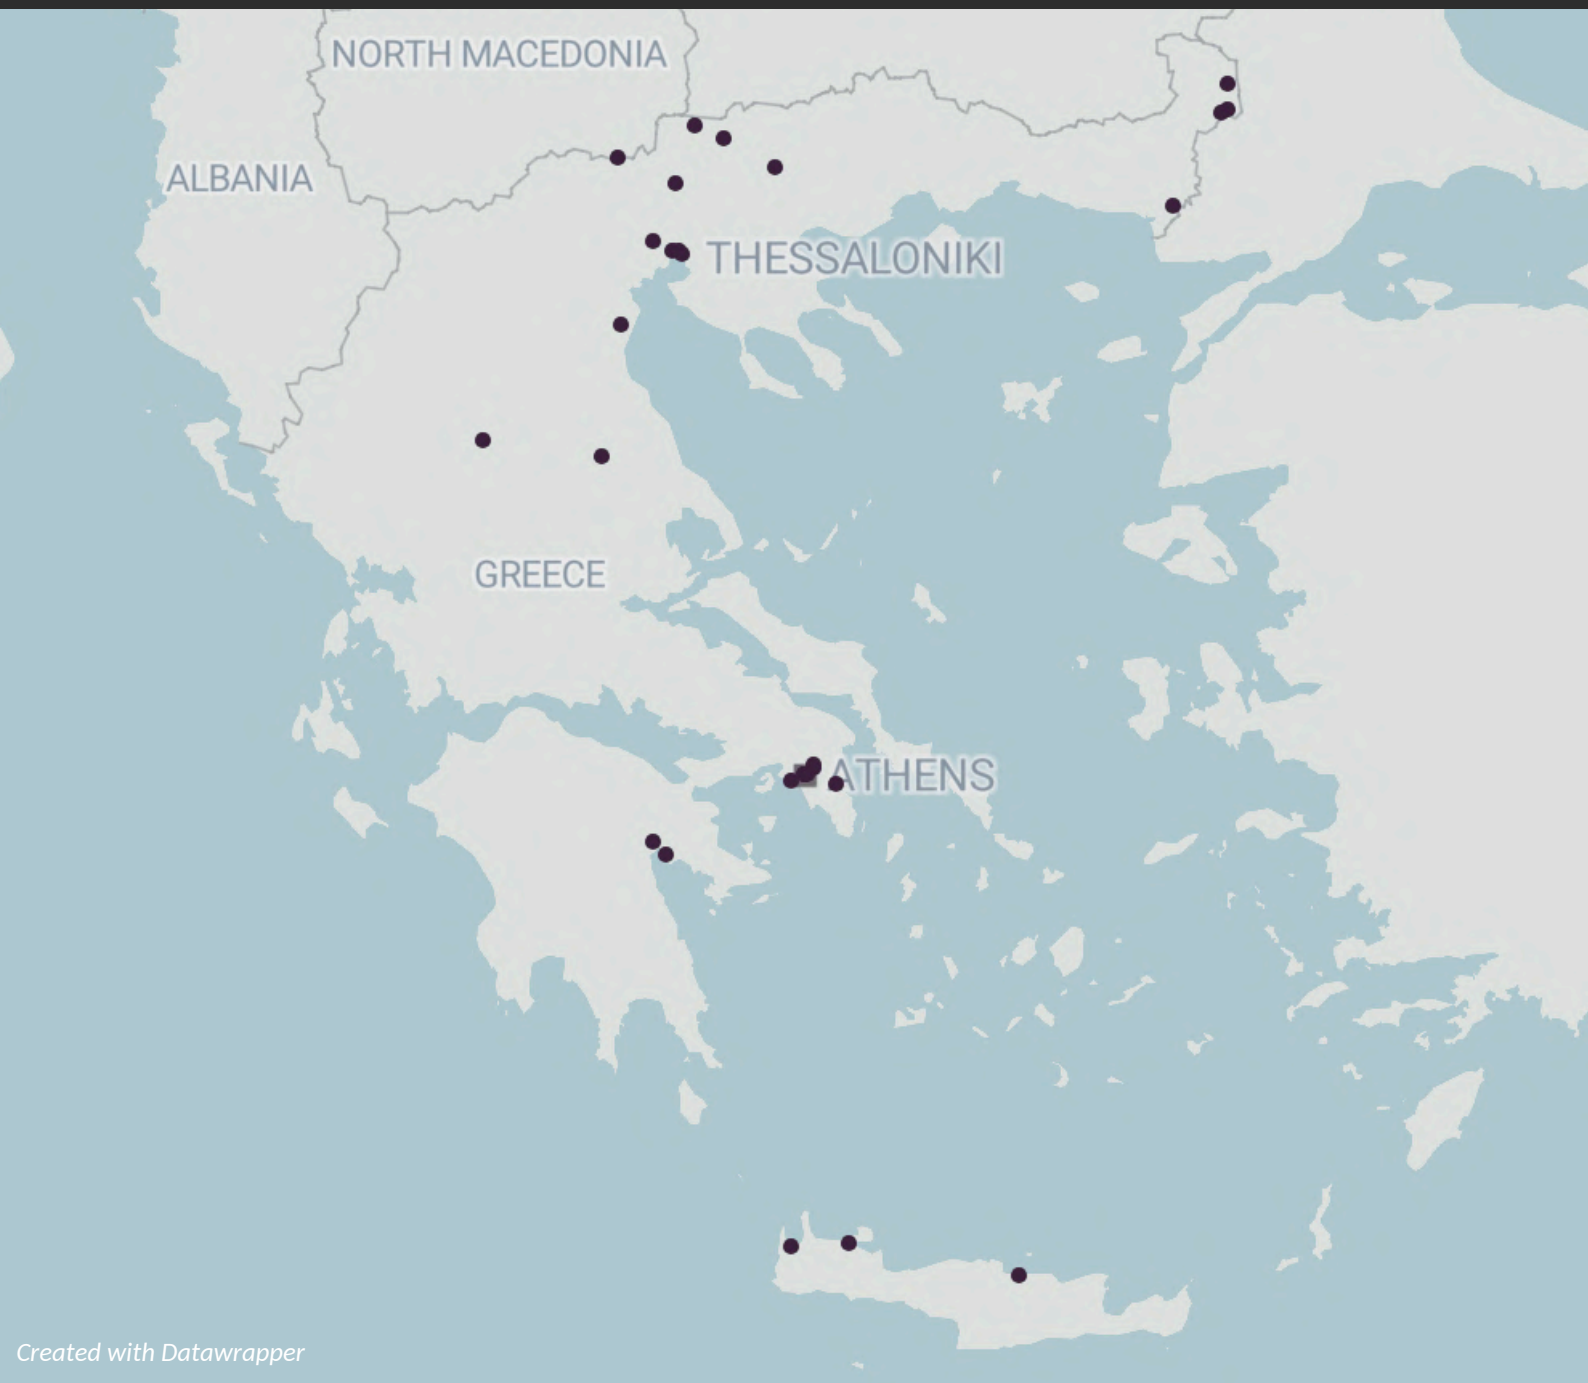 NORTH MACEDONIA
ALBANIA
THESSALONIKI
GREECE
ATHENS
Created with Datawrapper